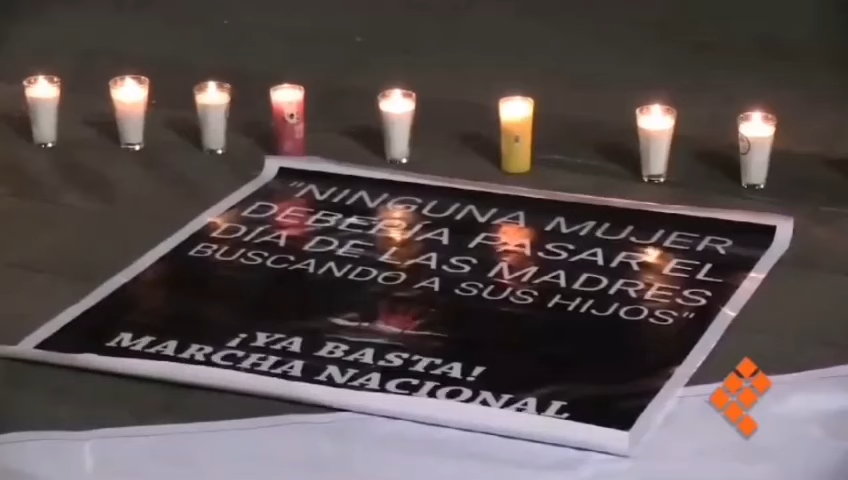 "NINGUNA MUJER
DEBERÍA PASAR EL
DÍA DE LAS MADRES
BUSCANDO A SUS HIJOS"
¡YA BASTA!
MARCHA NACIONAL